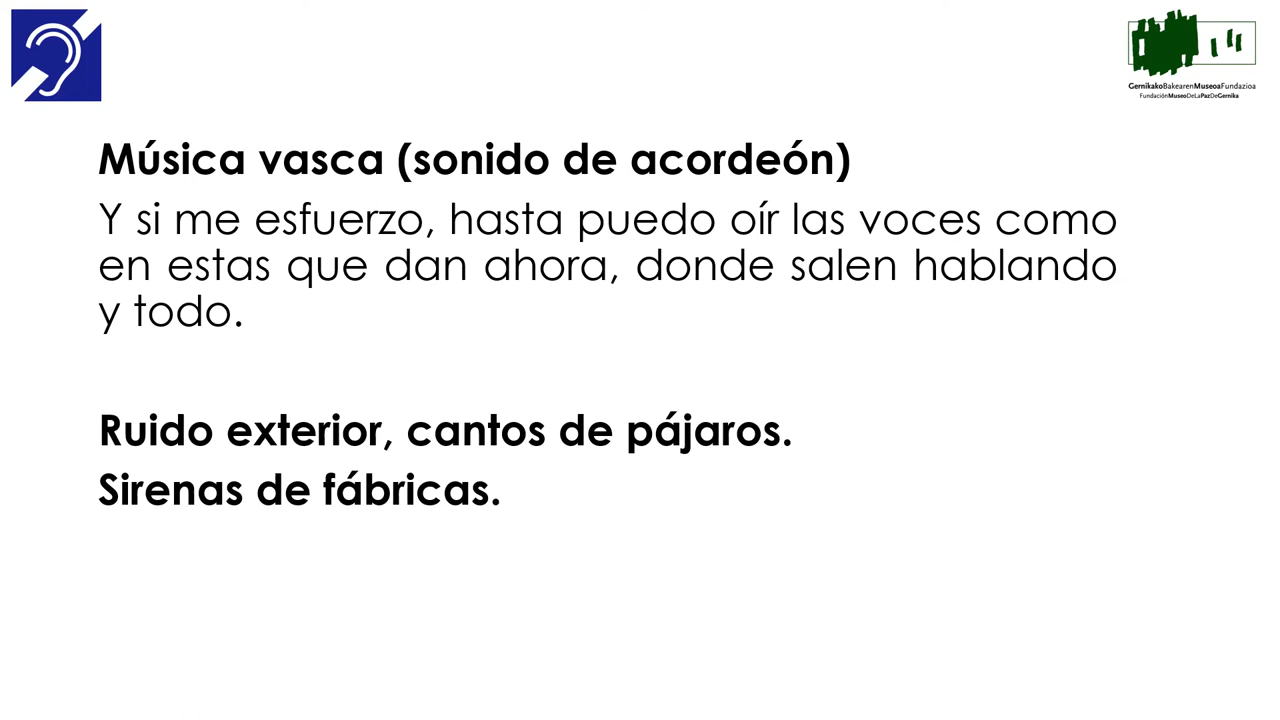 GernikakoBakearenMuseoaFundazioa
FundaciónMuseoDeLaPazDeGernika
Música vasca (sonido de acordeón)
Y si me esfuerzo, hasta puedo oír las voces como
en estas que dan ahora, donde salen hablando
y todo.
Ruido exterior, cantos de pájaros.
Sirenas de fábricas.